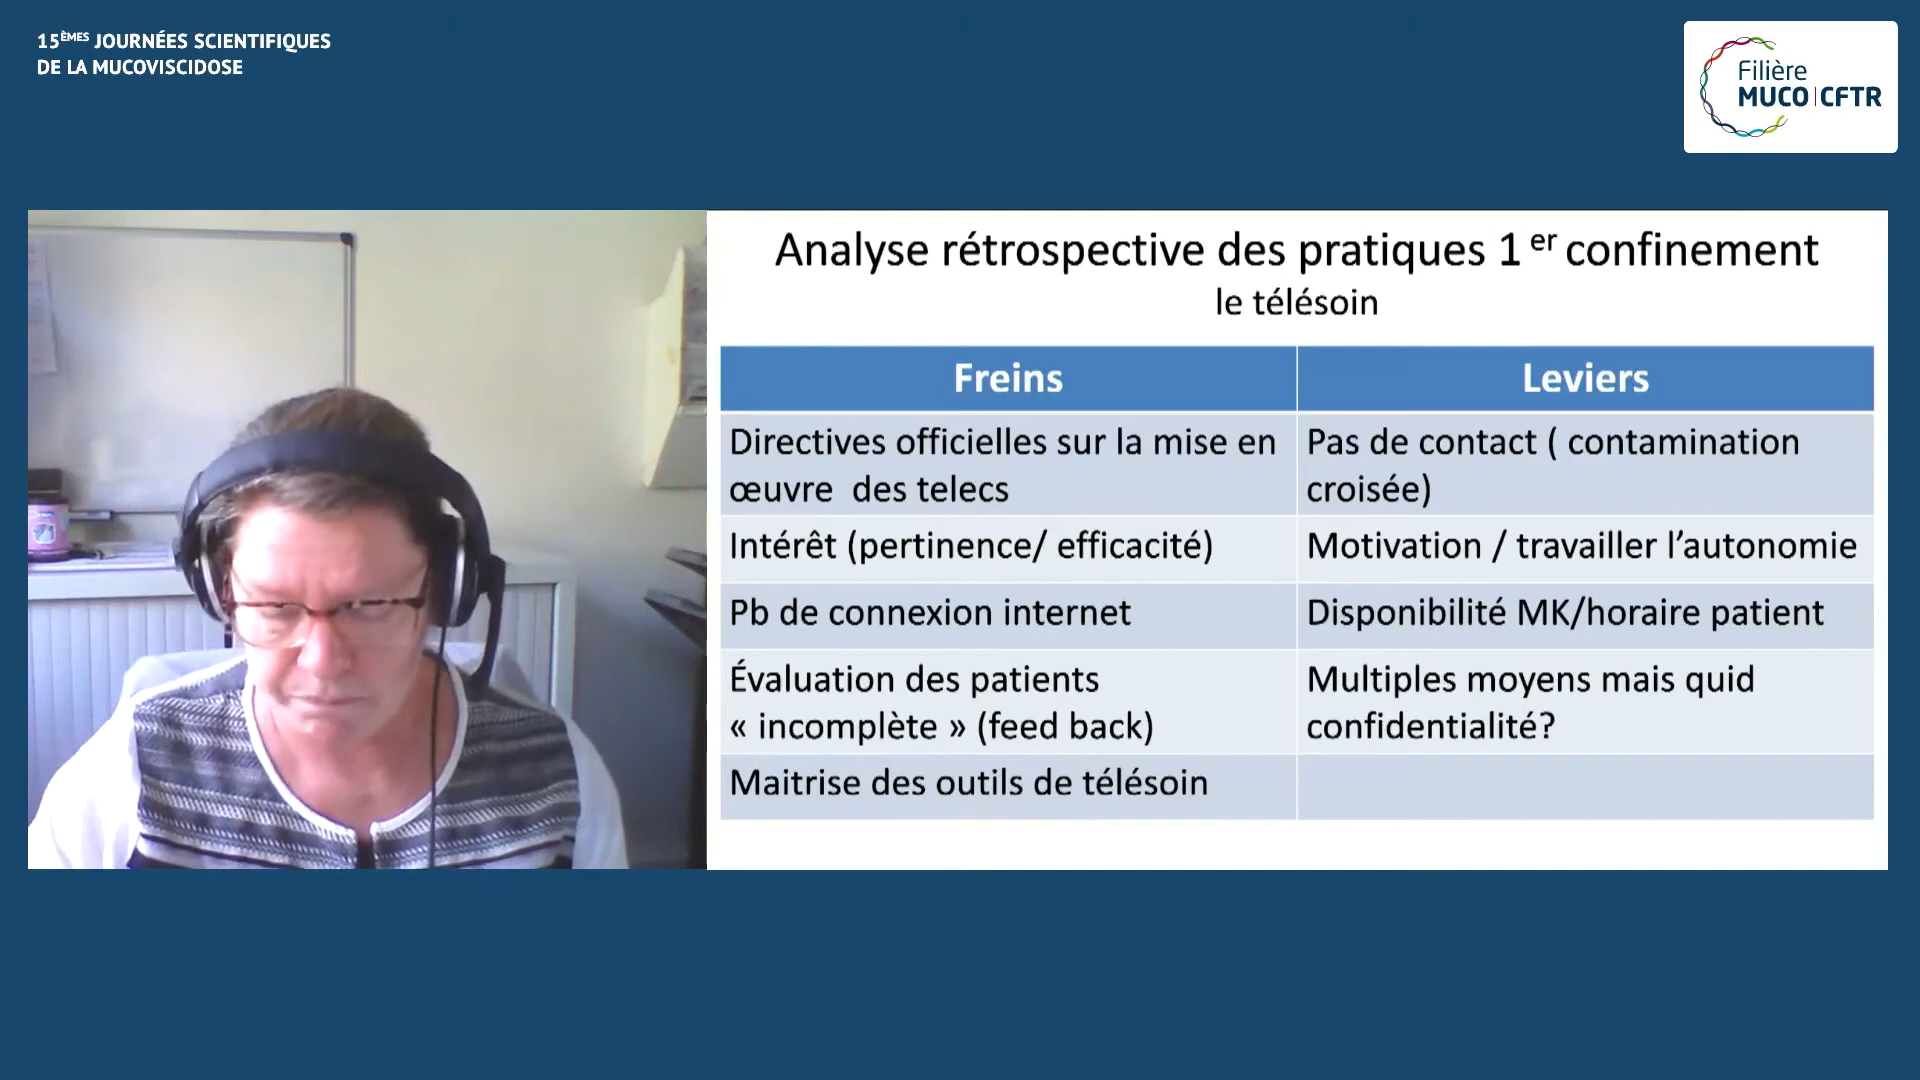 15ÈMES JOURNÉES SCIENTIFIQUES
DE LA MUCOVISCIDOSE
Filière
MUCO|CFTR
Analyse rétrospective des pratiques 1er confinement
le télésoin
Freins
Leviers
Directives officielles sur la mise en
œuvre des telecs
Pas de contact ( contamination
croisée)
Intérêt (pertinence/ efficacité)
Motivation / travailler l’autonomie
Pb de connexion internet
Disponibilité MK/horaire patient
Évaluation des patients
« incomplète » (feed back)
Multiples moyens mais quid
confidentialité?
Maitrise des outils de télésoin